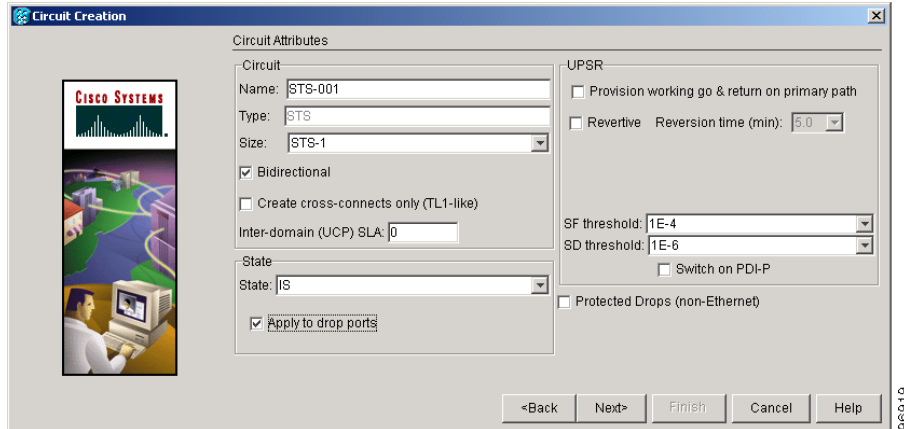 Circuit Creation
Circuit Attributes
CISCO SYSTEMS
Circuit
Name: STS-001
Type: STS
Size: STS-1
Bidirectional
Create cross-connects only (TL1-like)
Inter-domain (UCP) SLA: 0
State
State: IS
Apply to drop ports
UPSR
Provision working go & return on primary path
Revertive Reversion time (min): 5.0
SF threshold: 1E-4
SD threshold: 1E-6
Switch on PDI-P
Protected Drops (non-Ethernet)
<Back Next> Finish Cancel Help
96919